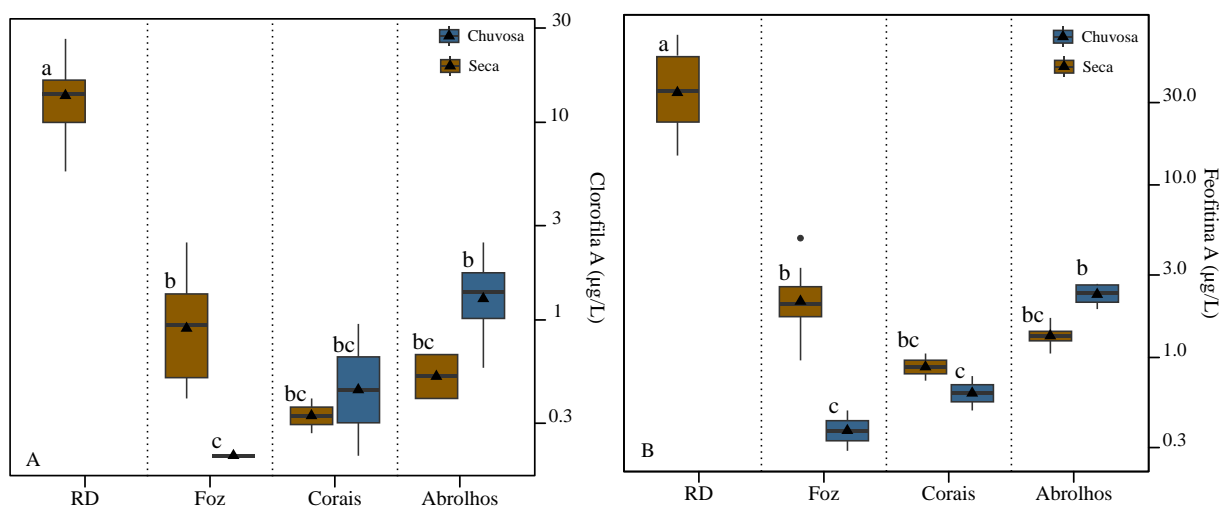 Chuvosa
Seca
a
b
c
bc
bc
bc
b
30
10
3
1
0.3
Clorofila A (µg/L)
A
RD
Foz
Corais
Abrolhos
Chuvosa
Seca
a
b
c
bc
c
bc
b
30.0
10.0
3.0
1.0
0.3
Feofitina A (µg/L)
B
RD
Foz
Corais
Abrolhos